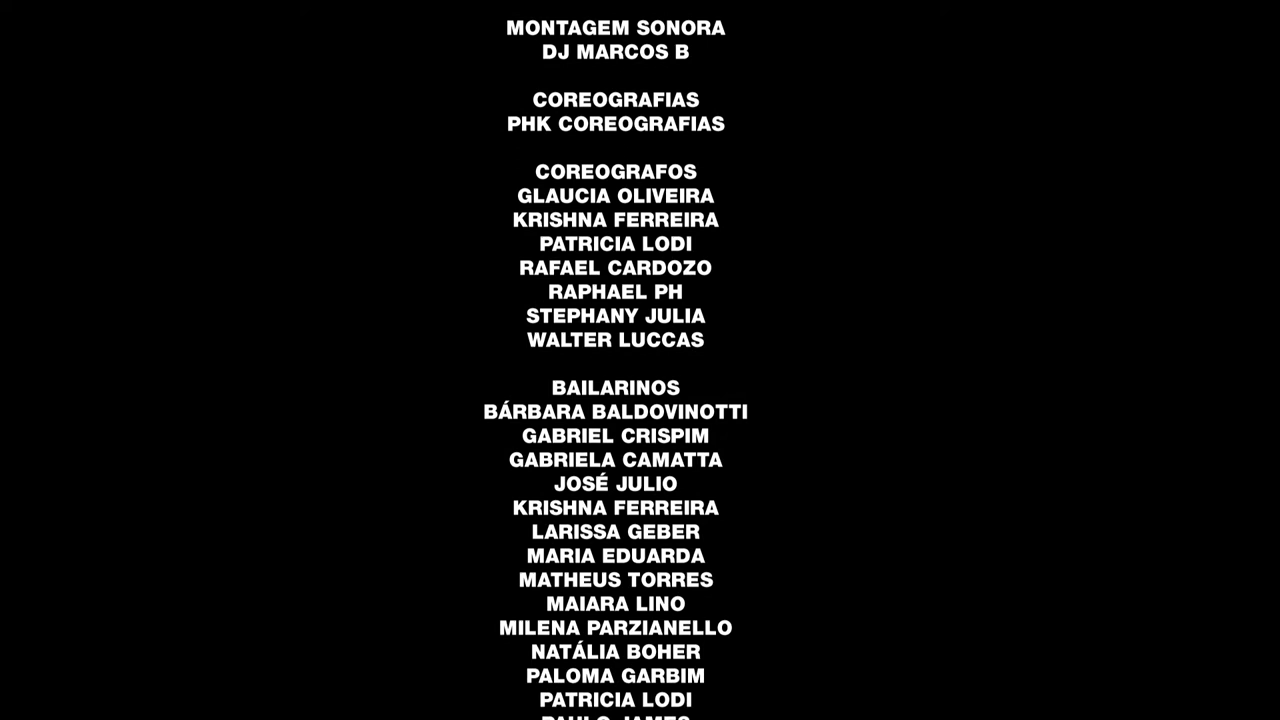 MONTAGEM SONORA
DJ MARCOS B
COREOGRAFIAS
PHK COREOGRAFIAS
COREOGRAFOS
GLAUCIA OLIVEIRA
KRISHNA FERREIRA
PATRICIA LODI
RAFAEL CARDOZO
RAPHAEL PH
STEPHANY JULIA
WALTER LUCCAS
BAILARINOS
BÁRBARA BALDOVINOTTI
GABRIEL CRISPIM
GABRIELA CAMATTA
JOSÉ JULIO
KRISHNA FERREIRA
LARISSA GEBER
MARIA EDUARDA
MATHEUS TORRES
MAIARA LINO
MILENA PARZIANELLO
NATÁLIA BOHER
PALOMA GARBIM
PATRICIA LODI